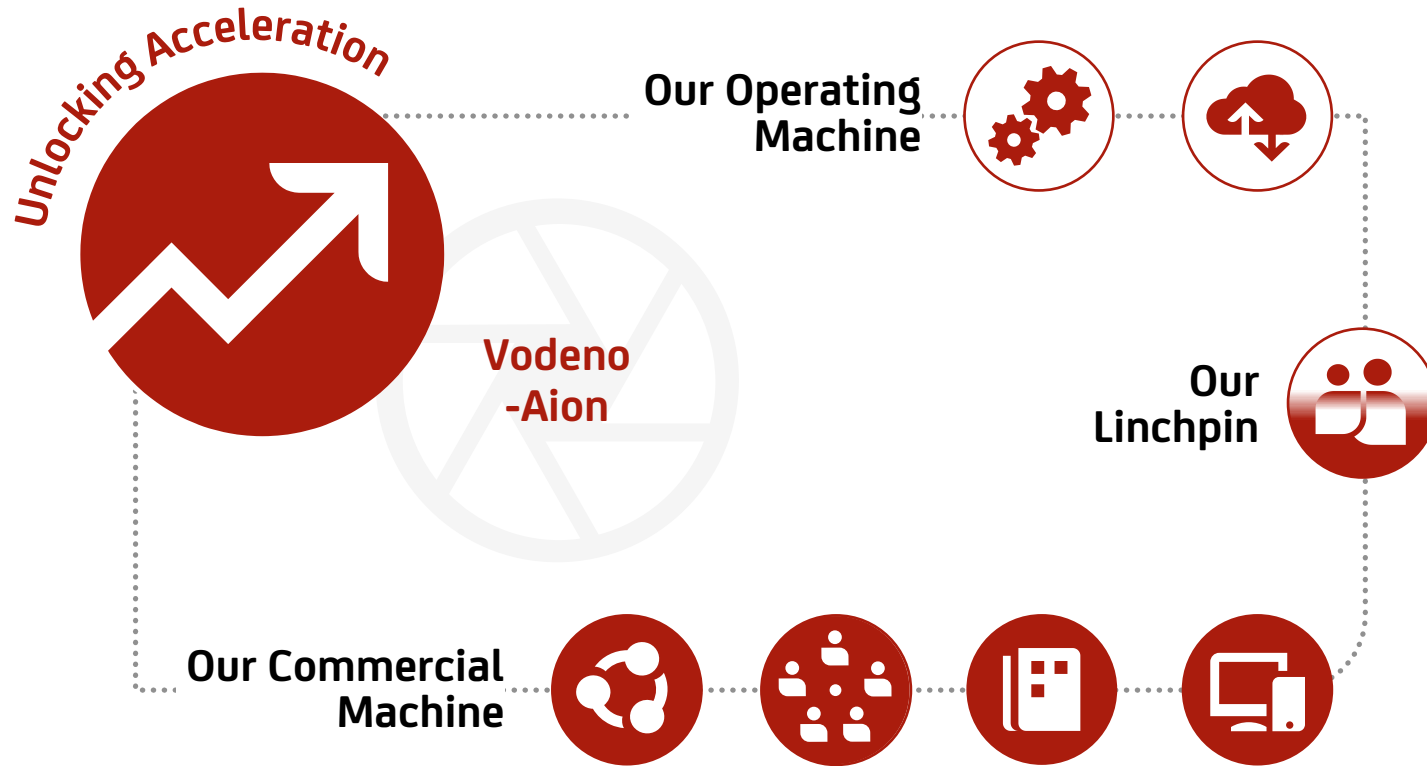 Unlocking Acceleration
Our Operating
Machine
Vodeno
-Aion
Our
Linchpin
Our Commercial
Machine